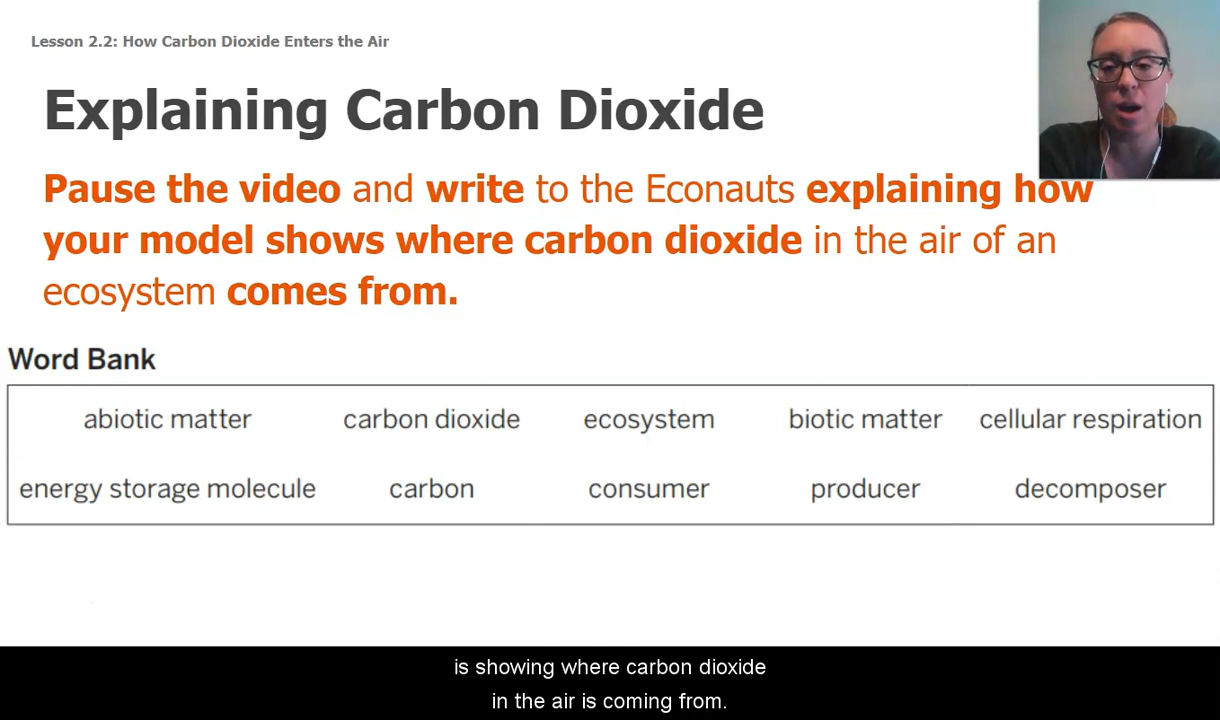 Lesson 2.2: How Carbon Dioxide Enters the Air
Explaining Carbon Dioxide
Pause the video and write to the Econauts explaining how
your model shows where carbon dioxide in the air of an
ecosystem comes from.
Word Bank
abiotic matter carbon dioxide ecosystem biotic matter cellular respiration
energy storage molecule carbon consumer producer decomposer
is showing where carbon dioxide
in the air is coming from.